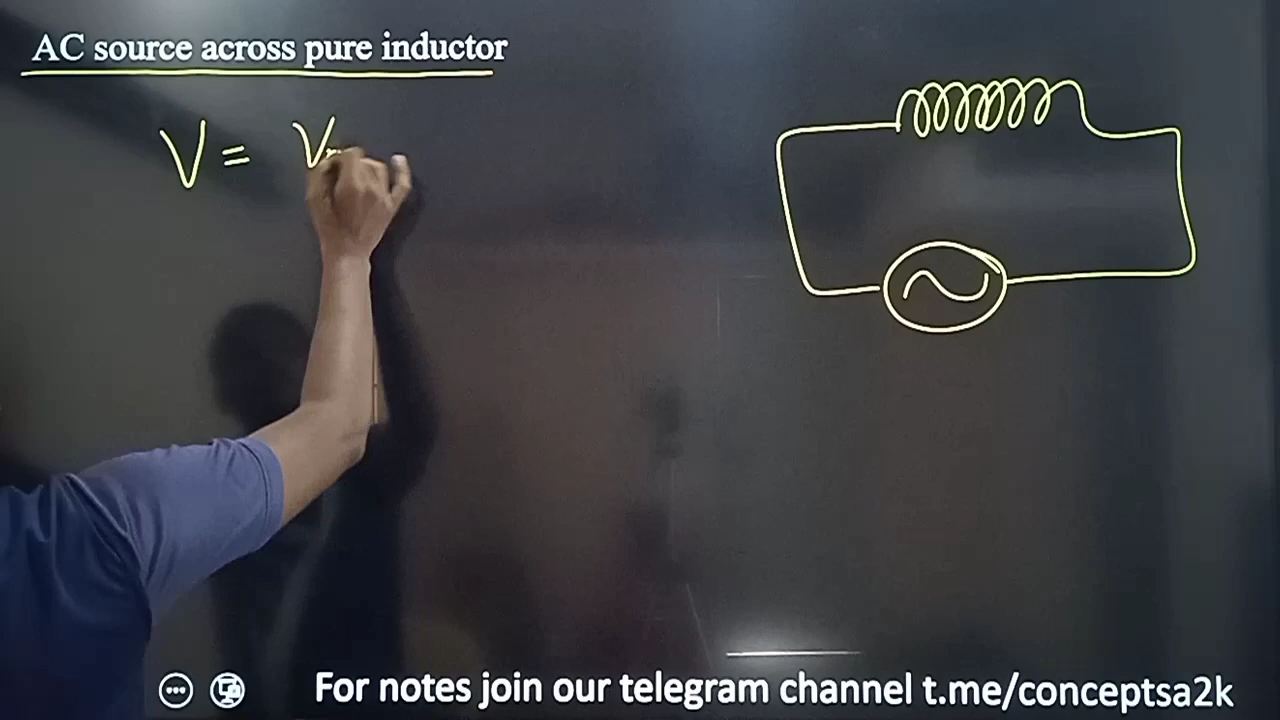 AC source across pure inductor
V = V
For notes join our telegram channel t.me/conceptsa2k